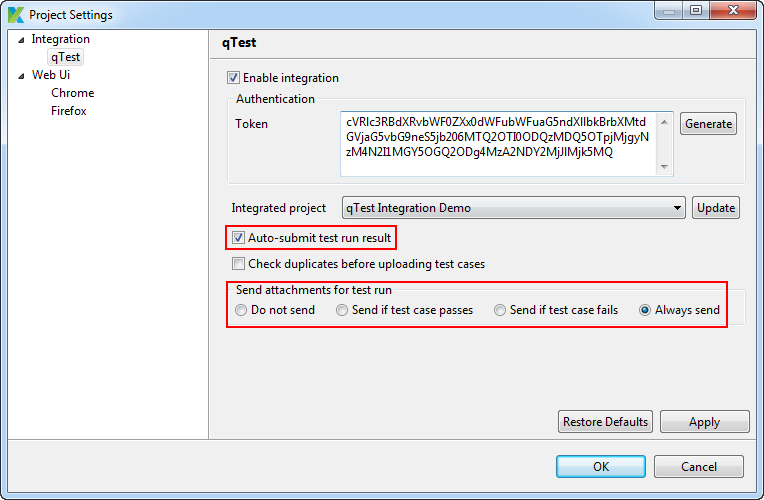 Project Settings
Integration
qTest
Web Ui
Chrome
Firefox
qTest
Enable integration
Authentication
Token
cVRlc3RBdXRvbWF0ZXx0dWFubWFuaG5ndXllbkBrbXMtd
GVjaG5vbG9neS5jb206MTQ2OTI0ODQzMDQ5OTpjMjgyN
zM4N2I1MGY5OGQ2ODg4MzA2NDY2MjJlMjk5MQ
Generate
Integrated project
qTest Integration Demo
Update
Auto-submit test run result
Check duplicates before uploading test cases
Send attachments for test run
Do not send
Send if test case passes
Send if test case fails
Always send
Restore Defaults
Apply
OK
Cancel